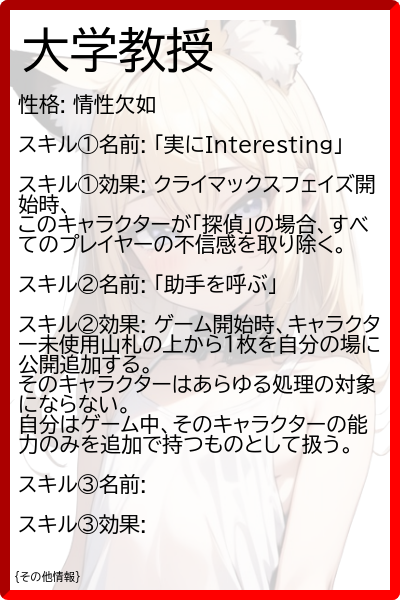 大学教授
性格: 情性欠如
スキル①名前: 「実にInteresting」
スキル①効果: クライマックスフェイズ開
始時、
このキャラクターが「探偵」の場合、すべ
てのプレイヤーの不信感を取り除く。
スキル②名前: 「助手を呼ぶ」
スキル②効果: ゲーム開始時、キャラクタ
ー未使用山札の上から1枚を自分の場に
公開追加する。
そのキャラクターはあらゆる処理の対象
にならない。
自分はゲーム中、そのキャラクターの能
力のみを追加で持つものとして扱う。
スキル③名前:
スキル③効果:
{その他情報}